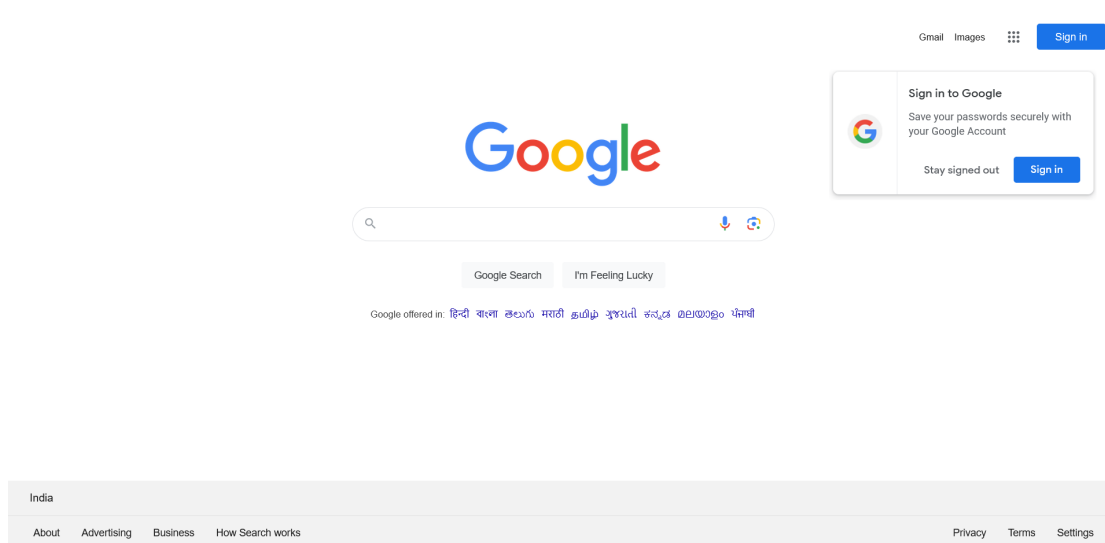 Gmail Images Sign in
Sign in to Google
Save your passwords securely with
your Google Account
Stay signed out Sign in
Google
Google Search I'm Feeling Lucky
Google offered in: हिन्दी বাংলা తెలుగు मराठी தமிழ் ગુજરાતી ಕನ್ನಡ മലയാളം ਪੰਜਾਬੀ
India
About Advertising Business How Search works Privacy Terms Settings